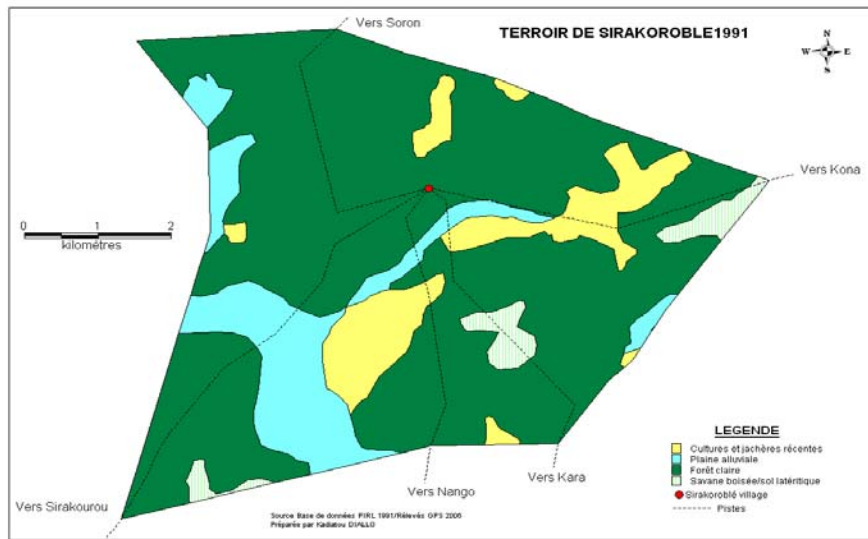 Vers Soron
TERROIR DE SIRAKOROBLE1991
N
W E
S
Vers Kona
0 1 2
kilométres
LEGENDE
Cultures et jachères récentes
Plaine alluviale
Forêt claire
Savane boisée/sol latéritique
Sirakoroblé village
Pistes
Vers Kara
Vers Nango
Vers Sirakourou
Source Base de données PIRL 1991/Rélevés GPS 2006
Préparée par Kadiatou DIALLO